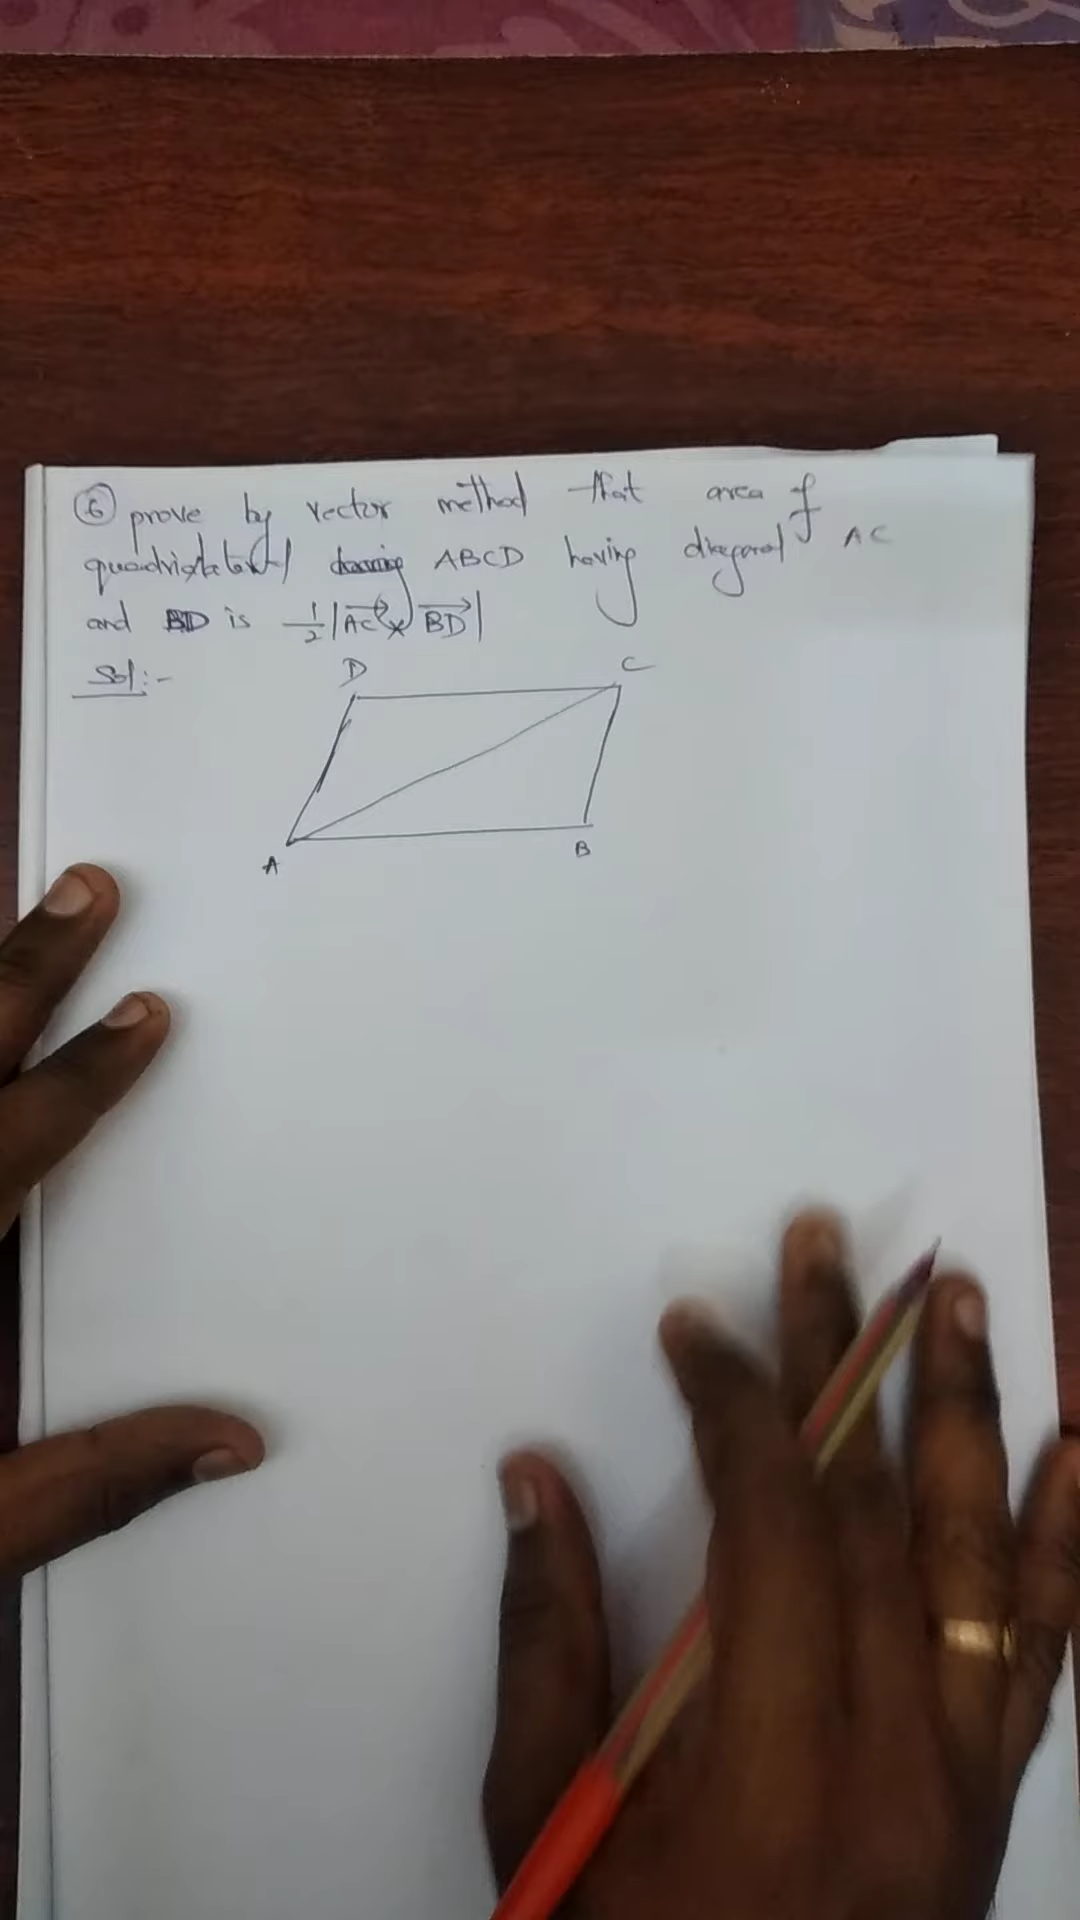 ⑥ prove by vector method that area of
quadrilateral ABCD having diagonal AC
and BD is 1/2 |AC× BD|
Sol:-
D C
A B